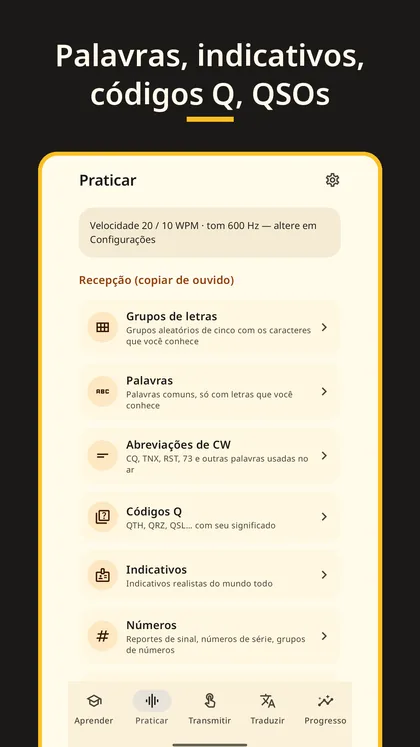 Palavras, indicativos,
códigos Q, QSOs
Praticar
Velocidade 20 / 10 WPM · tom 600 Hz — altere em
Configurações
Recepção (copiar de ouvido)
Grupos de letras
Grupos aleatórios de cinco com os caracteres
que você conhece
ABC
Palavras
Palavras comuns, só com letras que você
conhece
Abreviações de CW
CQ, TNX, RST, 73 e outras palavras usadas no
ar
Códigos Q
QTH, QRZ, QSL… com seu significado
Indicativos
Indicativos realistas do mundo todo
Números
Reportes de sinal, números de série, grupos
de números
Aprender
Praticar
Transmitir
Traduzir
Progresso